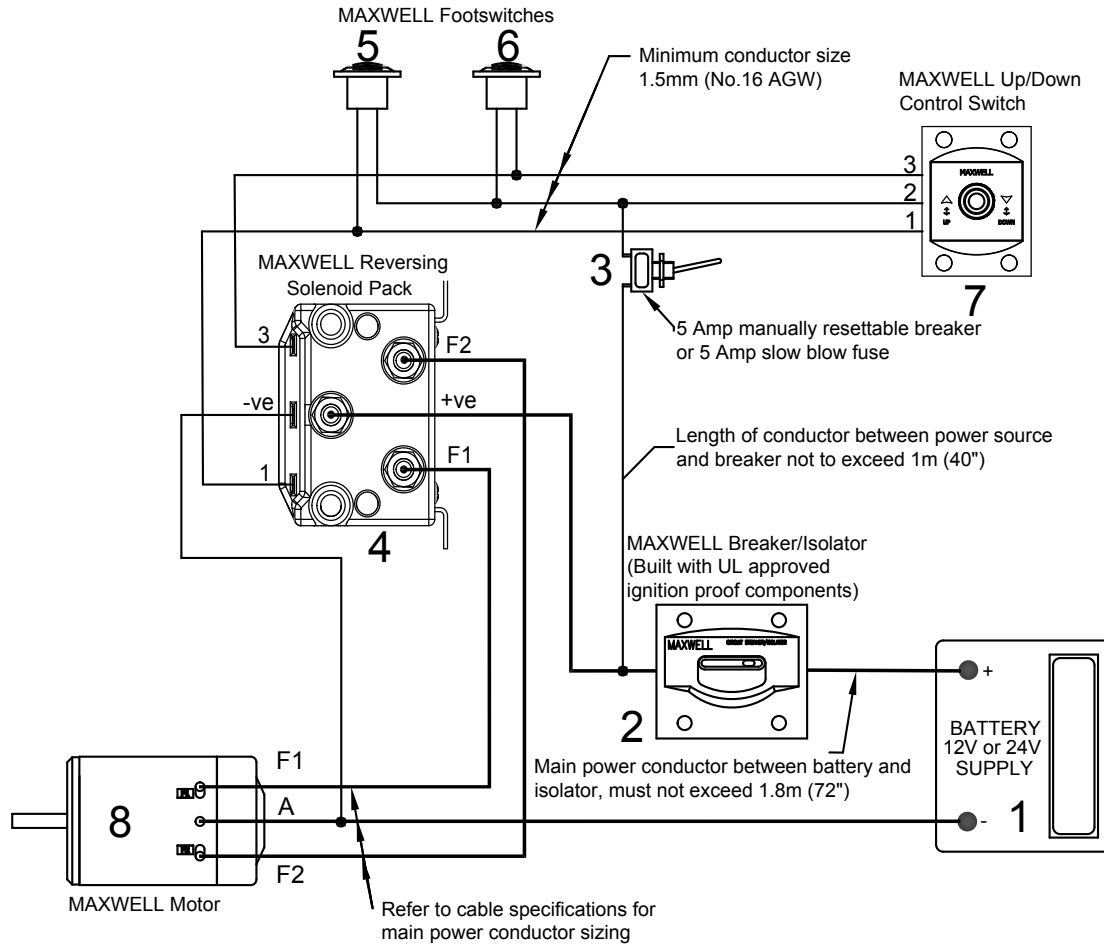 MAXWELL Footswitches
5
6
Minimum conductor size
1.5mm (No.16 AGW)
MAXWELL Up/Down
Control Switch
3
2
1
MAXWELL
UP
DOWN
7
MAXWELL Reversing
Solenoid Pack
3
5 Amp manually resettable breaker
or 5 Amp slow blow fuse
3
F2
-ve
+ve
F1
1
4
Length of conductor between power source
and breaker not to exceed 1m (40")
MAXWELL Breaker/Isolator
(Built with UL approved
ignition proof components)
MAXWELL
CIRCUIT BREAKER/ISOLATOR
2
+
BATTERY
12V or 24V
SUPPLY
-
1
Main power conductor between battery and
isolator, must not exceed 1.8m (72")
F1
A
8
F2
MAXWELL Motor
Refer to cable specifications for
main power conductor sizing